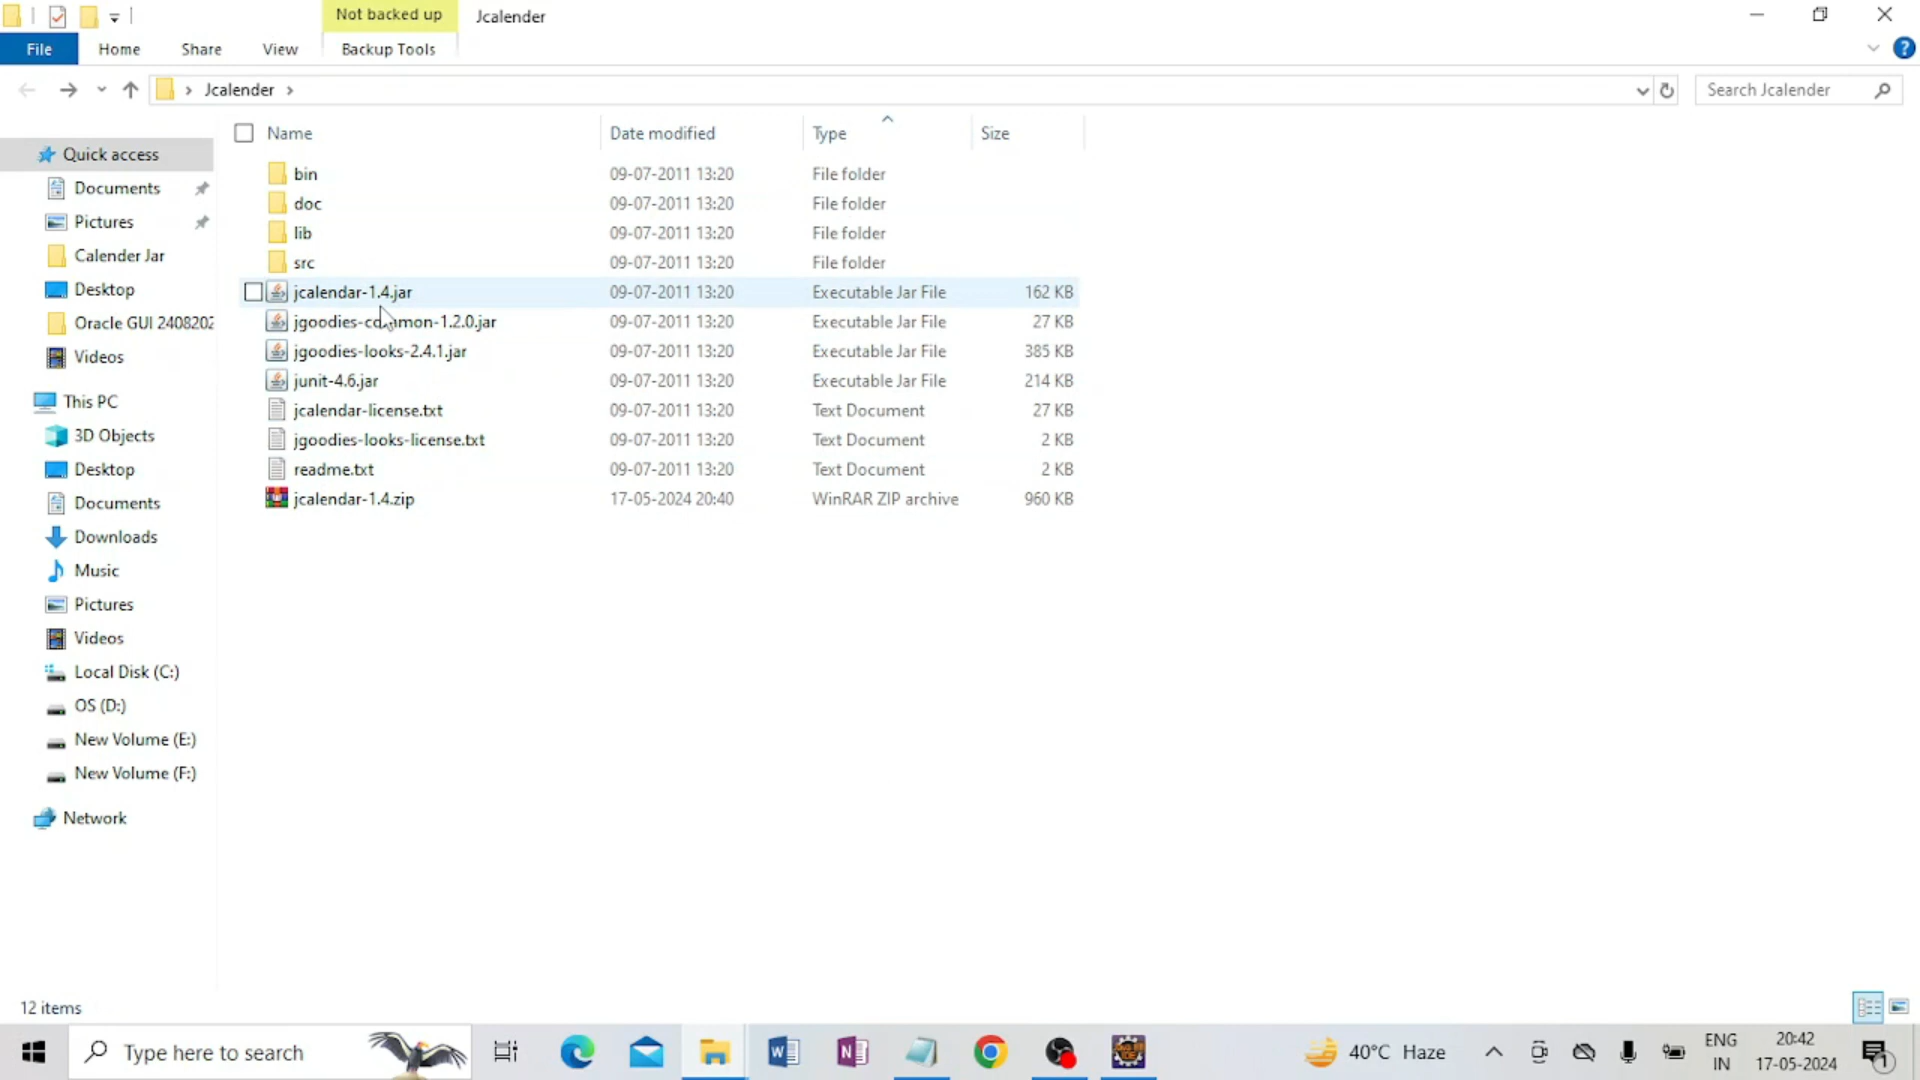 Not backed up
Jcalender
File
Home
Share
View
Backup Tools
Jcalender
Search Jcalender
Name
Date modified
Type
Size
bin
09-07-2011 13:20
File folder
doc
09-07-2011 13:20
File folder
lib
09-07-2011 13:20
File folder
src
09-07-2011 13:20
File folder
jcalendar-1.4.jar
09-07-2011 13:20
Executable Jar File
162 KB
jgoodies-common-1.2.0.jar
09-07-2011 13:20
Executable Jar File
27 KB
jgoodies-looks-2.4.1.jar
09-07-2011 13:20
Executable Jar File
385 KB
junit-4.6.jar
09-07-2011 13:20
Executable Jar File
214 KB
jcalendar-license.txt
09-07-2011 13:20
Text Document
27 KB
jgoodies-looks-license.txt
09-07-2011 13:20
Text Document
2 KB
readme.txt
09-07-2011 13:20
Text Document
2 KB
jcalendar-1.4.zip
17-05-2024 20:40
WinRAR ZIP archive
960 KB
Quick access
Documents
Pictures
Calender Jar
Desktop
Oracle GUI 2408202
Videos
This PC
3D Objects
Desktop
Documents
Downloads
Music
Pictures
Videos
Local Disk (C:)
OS (D:)
New Volume (E:)
New Volume (F:)
Network
12 items
Type here to search
40°C Haze
ENG
IN
20:42
17-05-2024
1